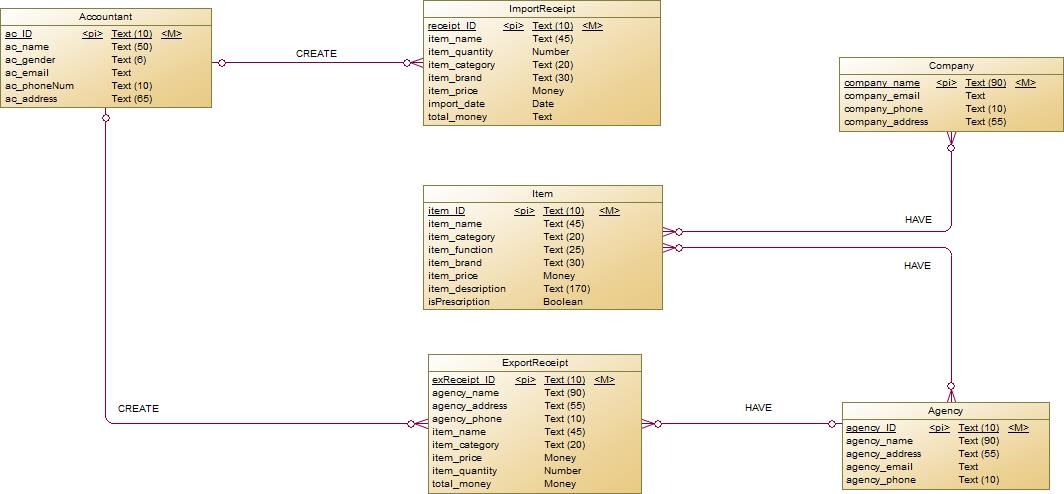 Accountant
ac_ID <pi> Text (10) <M>
ac_name Text (50)
ac_gender Text (6)
ac_email Text
ac_phoneNum Text (10)
ac_address Text (65)
CREATE
ImportReceipt
receipt_ID <pi> Text (10) <M>
item_name Text (45)
item_quantity Number
item_category Text (20)
item_brand Text (30)
item_price Money
import_date Date
total_money Text
Company
company_name <pi> Text (90) <M>
company_email Text
company_phone Text (10)
company_address Text (55)
Item
item_ID <pi> Text (10) <M>
item_name Text (45)
item_category Text (20)
item_function Text (25)
item_brand Text (30)
item_price Money
item_description Text (170)
isPrescription Boolean
HAVE
HAVE
CREATE
ExportReceipt
exReceipt_ID <pi> Text (10) <M>
agency_name Text (90)
agency_address Text (55)
agency_phone Text (10)
item_name Text (45)
item_category Text (20)
item_price Money
item_quantity Number
total_money Money
HAVE
Agency
agency_ID <pi> Text (10) <M>
agency_name Text (90)
agency_address Text (55)
agency_email Text
agency_phone Text (10)